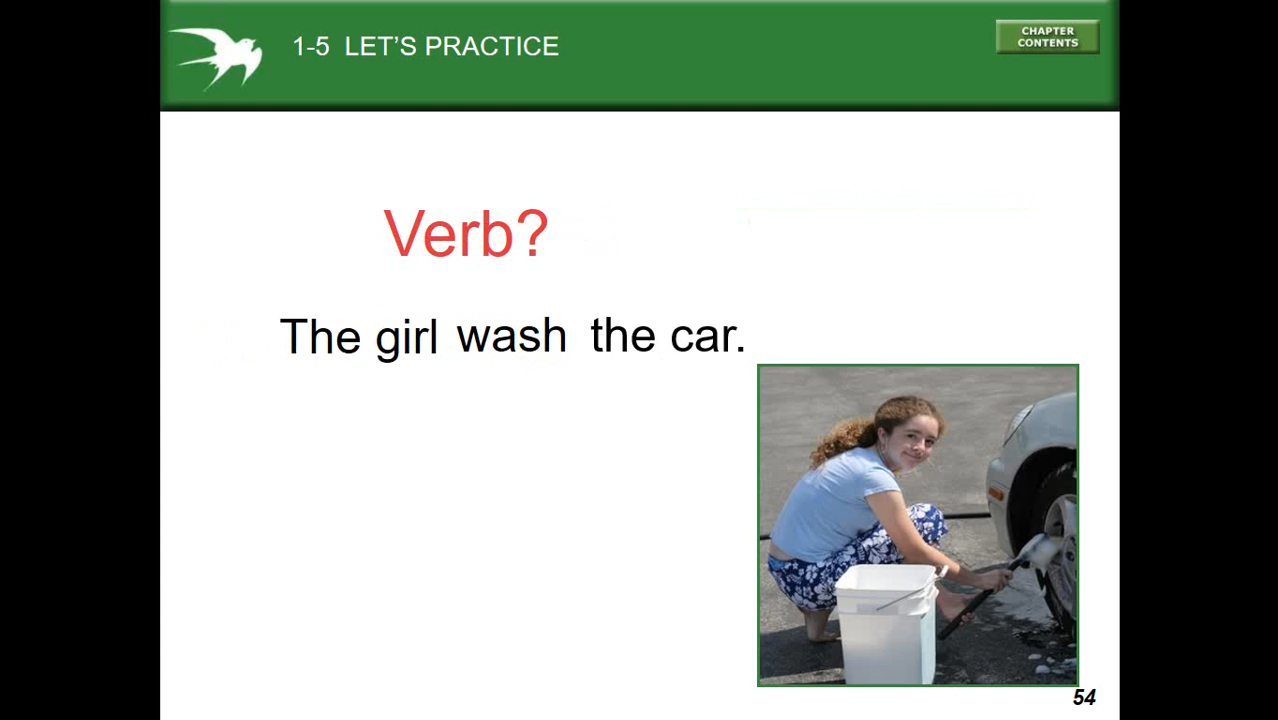 1-5 LET'S PRACTICE
CHAPTER
CONTENTS
Verb?
The girl wash the car.
54